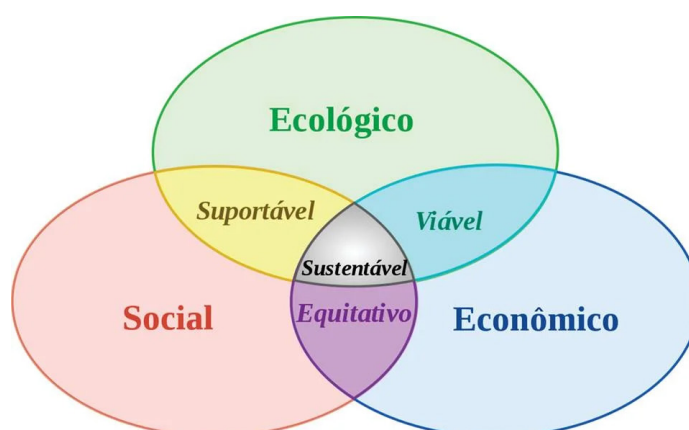 Ecológico
Suportável
Viável
Sustentável
Social
Equitativo
Econômico